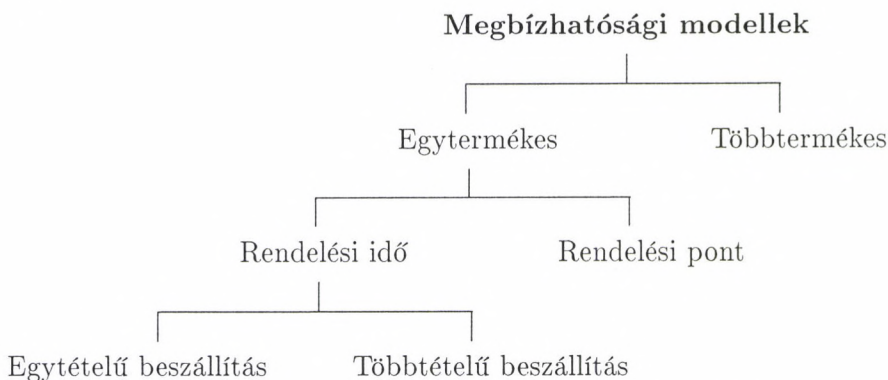 Megbízhatósági modellek
Egytermékes Többtermékes
Rendelési idő Rendelési pont
Egytételű beszállítás Többtételű beszállítás